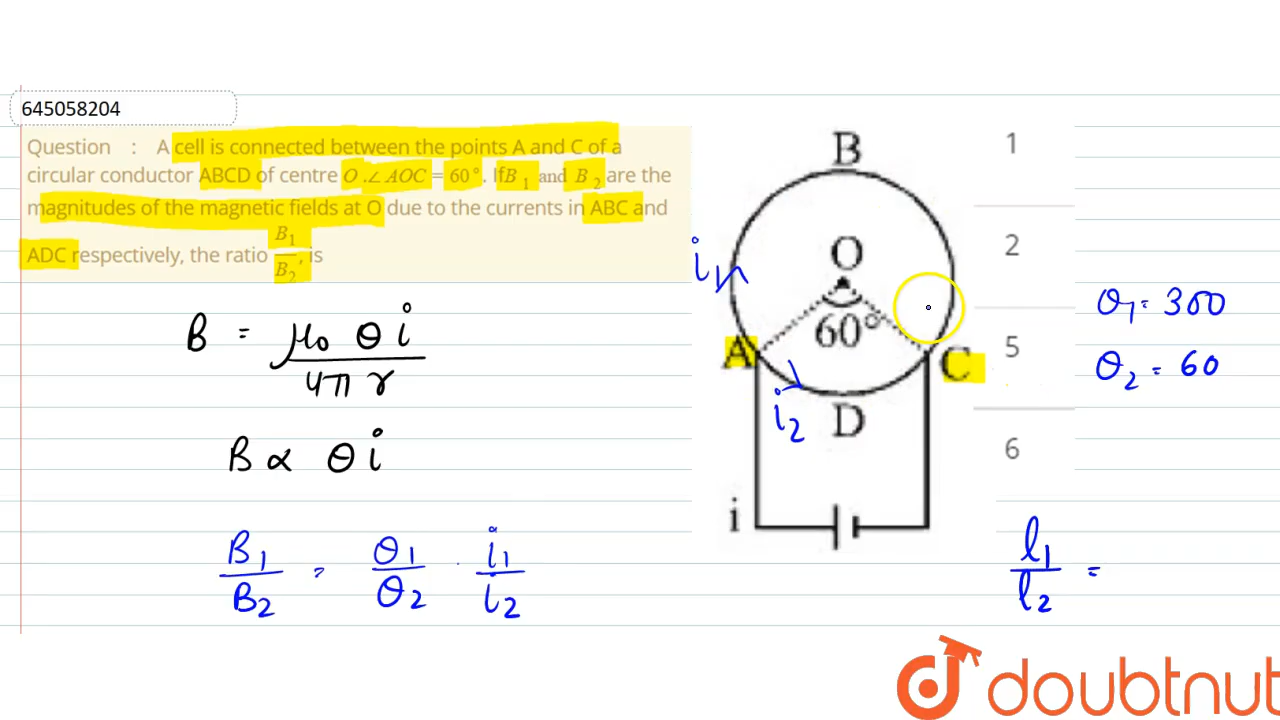 645058204
Question : A cell is connected between the points A and C of a
circular conductor ABCD of centre O .∠ AOC = 60°. If B 1 and B 2 are the
magnitudes of the magnetic fields at O due to the currents in ABC and
ADC respectively, the ratio B1/B2, is
B = μ0 θ i / 4π r
B ∝ θ i
B1/B2 = θ1/θ2 . i1/i2
B
O
60°
A
C
D
i
i1
i2
1
2
5
6
θ1 = 300
θ2 = 60
l1/l2 =
doubtnut